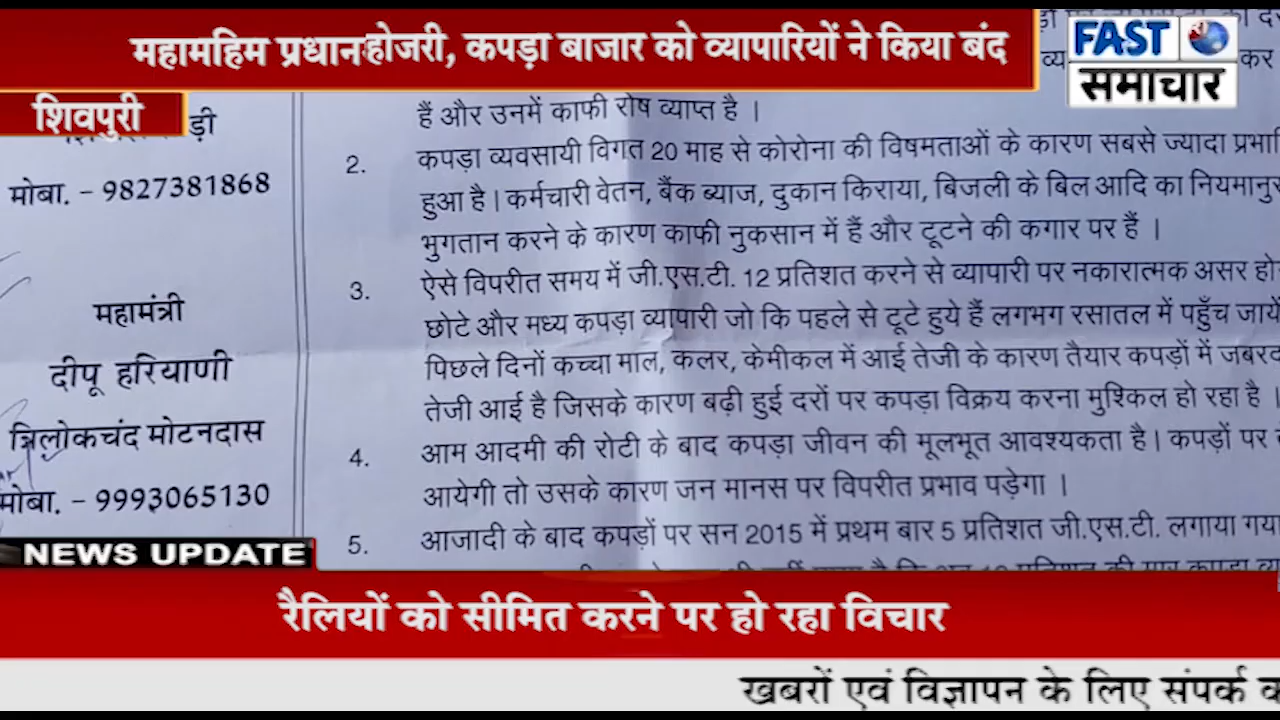 महामहिम प्रधान होजरी, कपड़ा बाजार को व्यापारियों ने किया बंद
FAST
समाचार
शिवपुरी
मोबा. – 9827381868
महामंत्री
दीपू हरियाणी
त्रिलोकचंद मोटनदास
मोबा. – 9993065130
हैं और उनमें काफी रोष व्याप्त है ।
2. कपड़ा व्यवसायी विगत 20 माह से कोरोना की विषमताओं के कारण सबसे ज्यादा
हुआ है। कर्मचारी वेतन, बैंक ब्याज, दुकान किराया, बिजली के बिल आदि का
भुगतान करने के कारण काफी नुकसान में हैं और टूटने की कगार पर हैं ।
3. ऐसे विपरीत समय में जी.एस.टी. 12 प्रतिशत करने से व्यापारी पर नकारात्मक असर
छोटे और मध्य कपड़ा व्यापारी जो कि पहले से टूटे हुये हैं लगभग रसातल में पहुँच
पिछले दिनों कच्चा माल, कलर, केमीकल में आई तेजी के कारण तैयार कपड़ों में
तेजी आई है जिसके कारण बढ़ी हुई दरों पर कपड़ा विक्रय करना मुश्किल हो रहा है ।
4. आम आदमी की रोटी के बाद कपड़ा जीवन की मूलभूत आवश्यकता है। कपड़ों पर
आयेगी तो उसके कारण जन मानस पर विपरीत प्रभाव पड़ेगा ।
5. आजादी के बाद कपड़ों पर सन 2015 में प्रथम बार 5 प्रतिशत जी.एस.टी. लगाया
NEWS UPDATE
रैलियों को सीमित करने पर हो रहा विचार
खबरों एवं विज्ञापन के लिए संपर्क